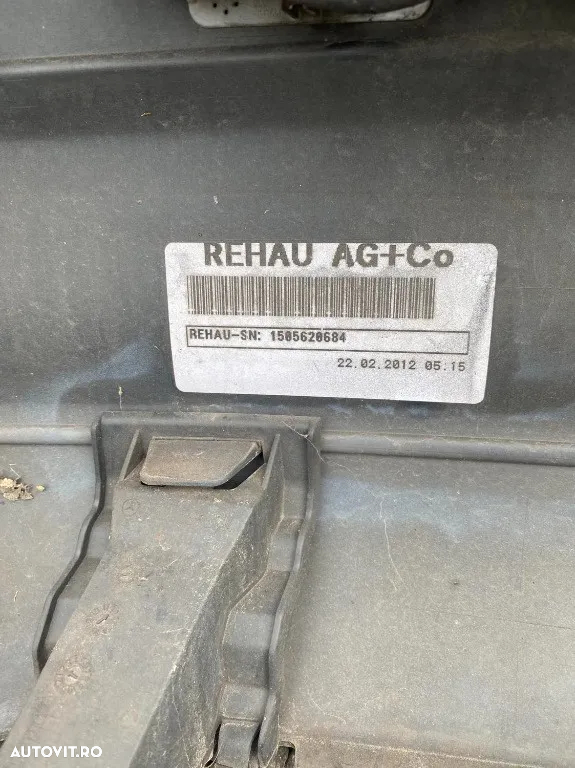 REHAU AG+Co
REHAU-SN: 1505620684
22.02.2012 05:15
AUTOVIT.RO